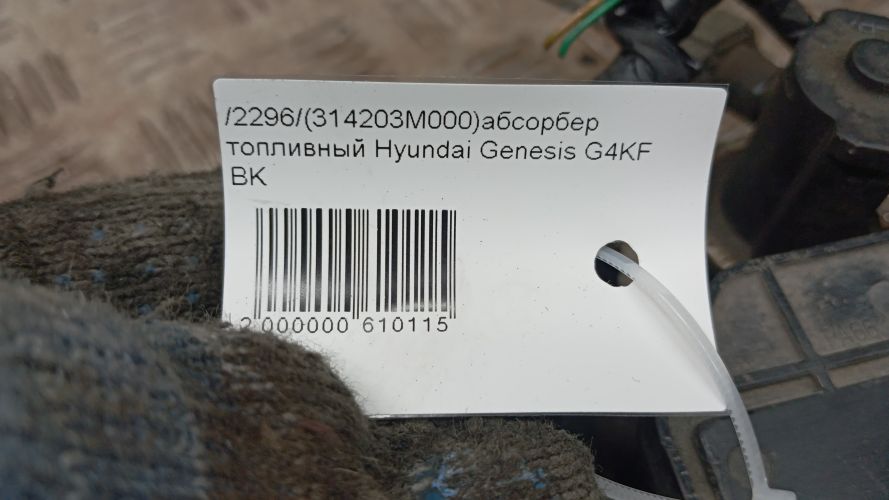 /2296/(314203M000)абсорбер
топливный Hyundai Genesis G4KF
BK
2 000000 610115